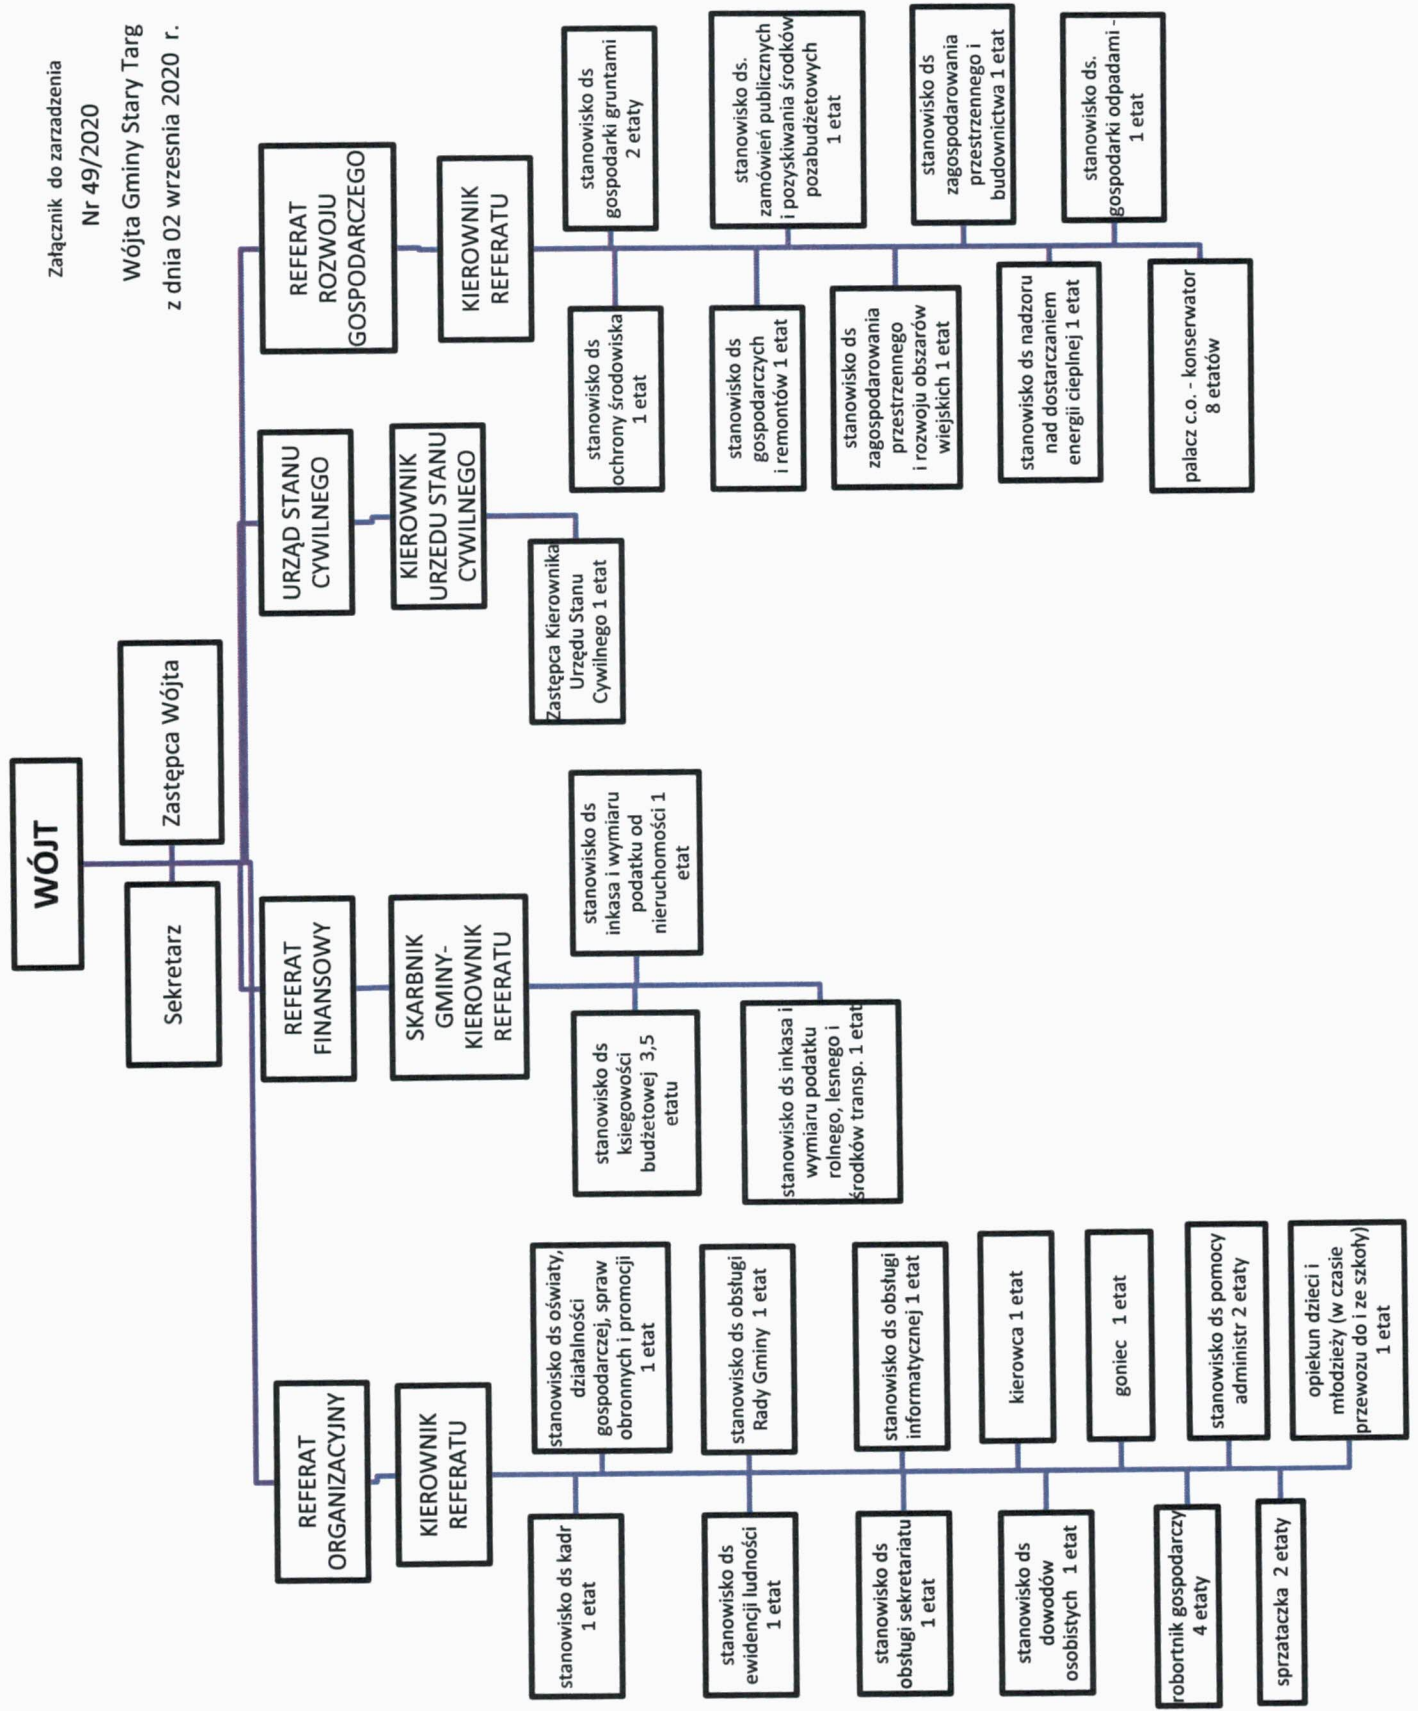 Załącznik do zarzadzenia
Nr 49/2020
Wójta Gminy Stary Targ
z dnia 02 wrzesnia 2020 r.
WÓJT
Sekretarz
Zastępca Wójta
REFERAT
ORGANIZACYJNY
KIEROWNIK
REFERATU
stanowisko ds kadr
1 etat
stanowisko ds oświaty,
działalności
gospodarczej, spraw
obronnych i promocji
1 etat
stanowisko ds
ewidencji ludności
1 etat
stanowisko ds obsługi
Rady Gminy 1 etat
stanowisko ds
obsługi sekretariatu
1 etat
stanowisko ds obsługi
informatycznej 1 etat
stanowisko ds
dowodów
osobistych 1 etat
kierowca 1 etat
robortnik gospodarczy
4 etaty
goniec 1 etat
sprzataczka 2 etaty
stanowisko ds pomocy
administr 2 etaty
opiekun dzieci i
młodzieży (w czasie
przewozu do i ze szkoły)
1 etat
REFERAT
FINANSOWY
SKARBNIK
GMINY-
KIEROWNIK
REFERATU
stanowisko ds
ksiegowości
budżetowej 3,5
etatu
stanowisko ds
inkasa i wymiaru
podatku od
nieruchomości 1
etat
stanowisko ds inkasa i
wymiaru podatku
rolnego, lesnego i
środków transp. 1 etat
URZĄD STANU
CYWILNEGO
KIEROWNIK
URZEDU STANU
CYWILNEGO
Zastępca Kierownika
Urzędu Stanu
Cywilnego 1 etat
REFERAT
ROZWOJU
GOSPODARCZEGO
KIEROWNIK
REFERATU
stanowisko ds
ochrony środowiska
1 etat
stanowisko ds
gospodarki gruntami
2 etaty
stanowisko ds
gospodarczych
i remontów 1 etat
stanowisko ds.
zamówień publicznych
i pozyskiwania środków
pozabudżetowych
1 etat
stanowisko ds
zagospodarowania
przestrzennego
i rozwoju obszarów
wiejskich 1 etat
stanowisko ds
zagospodarowania
przestrzennego i
budownictwa 1 etat
stanowisko ds nadzoru
nad dostarczaniem
energii cieplnej 1 etat
stanowisko ds.
gospodarki odpadami -
1 etat
palacz c.o. - konserwator
8 etatów